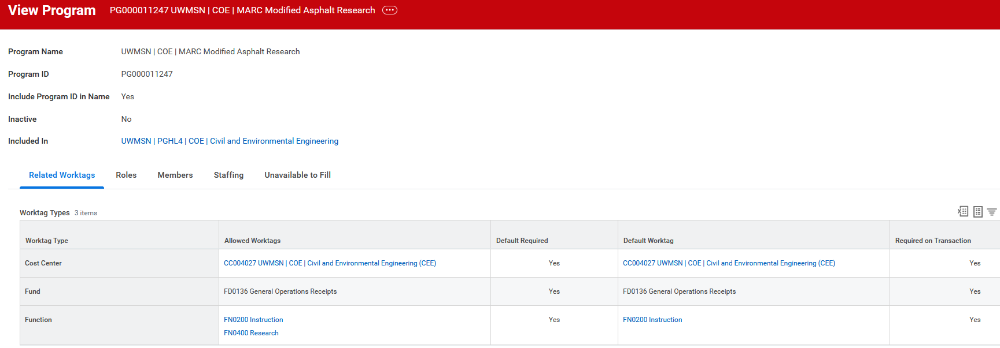 View Program PG000011247 UWMSN | COE | MARC Modified Asphalt Research
Program Name UWMSN | COE | MARC Modified Asphalt Research
Program ID PG000011247
Include Program ID in Name Yes
Inactive No
Included In UWMSN | PGHL4 | COE | Civil and Environmental Engineering
Related Worktags Roles Members Staffing Unavailable to Fill
Worktag Types 3 items
Worktag Type Allowed Worktags Default Required Default Worktag Required on Transaction
Cost Center CC004027 UWMSN | COE | Civil and Environmental Engineering (CEE) Yes CC004027 UWMSN | COE | Civil and Environmental Engineering (CEE) Yes
Fund FD0136 General Operations Receipts Yes FD0136 General Operations Receipts Yes
Function FN0200 Instruction Yes FN0200 Instruction Yes
FN0400 Research